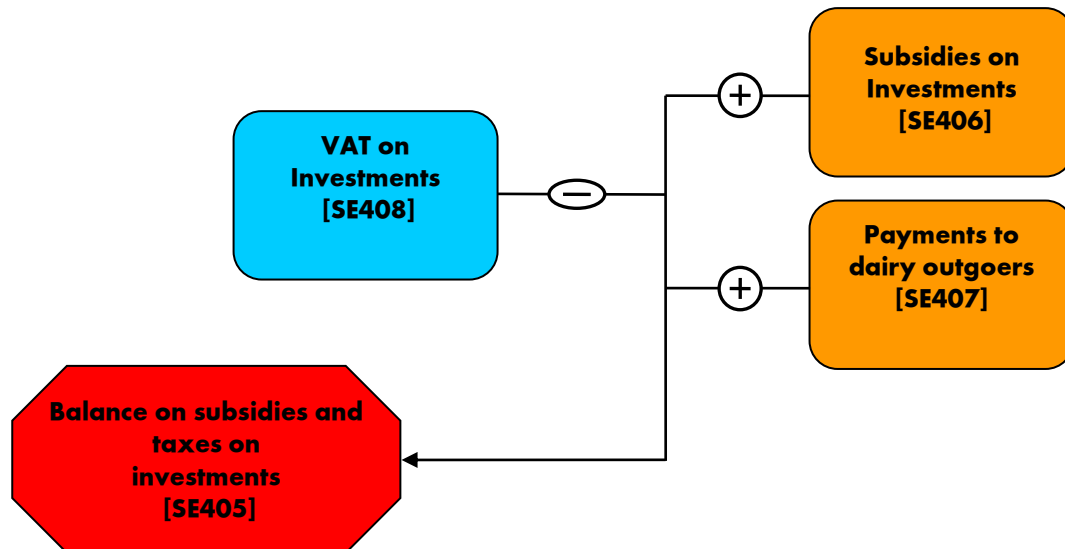 Subsidies on
Investments
[SE406]
VAT on
Investments
[SE408]
Payments to
dairy outgoers
[SE407]
Balance on subsidies and
taxes on
investments
[SE405]
+
−
+